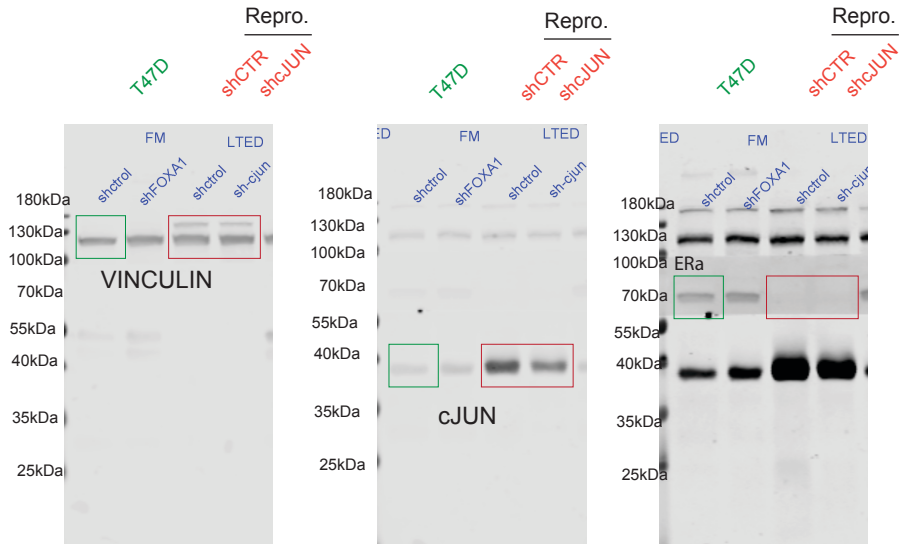 Repro.
T47D
shCTR
shcJUN
FM
LTED
shctrol
shFOXA1
shctrol
sh-cjun
180kDa
130kDa
100kDa
70kDa
55kDa
40kDa
35kDa
25kDa
VINCULIN
Repro.
T47D
shCTR
shcJUN
ED
FM
LTED
shctrol
shFOXA1
shctrol
sh-cjun
180kDa
130kDa
100kDa
70kDa
55kDa
40kDa
35kDa
25kDa
cJUN
Repro.
T47D
shCTR
shcJUN
ED
FM
LTED
shctrol
shFOXA1
shctrol
sh-cjun
180kDa
130kDa
100kDa
ERa
70kDa
55kDa
40kDa
35kDa
25kDa